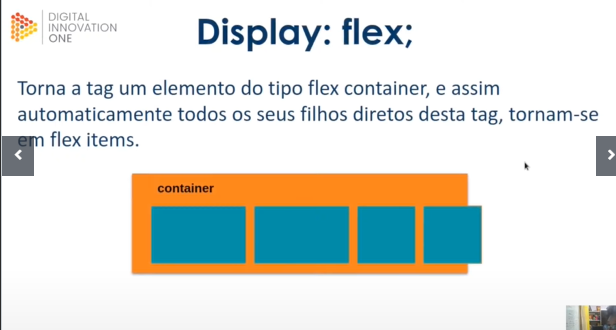 DIGITAL
INNOVATION
ONE
Display: flex;
Torna a tag um elemento do tipo flex container, e assim
automaticamente todos os seus filhos diretos desta tag, tornam-se
em flex items.
container